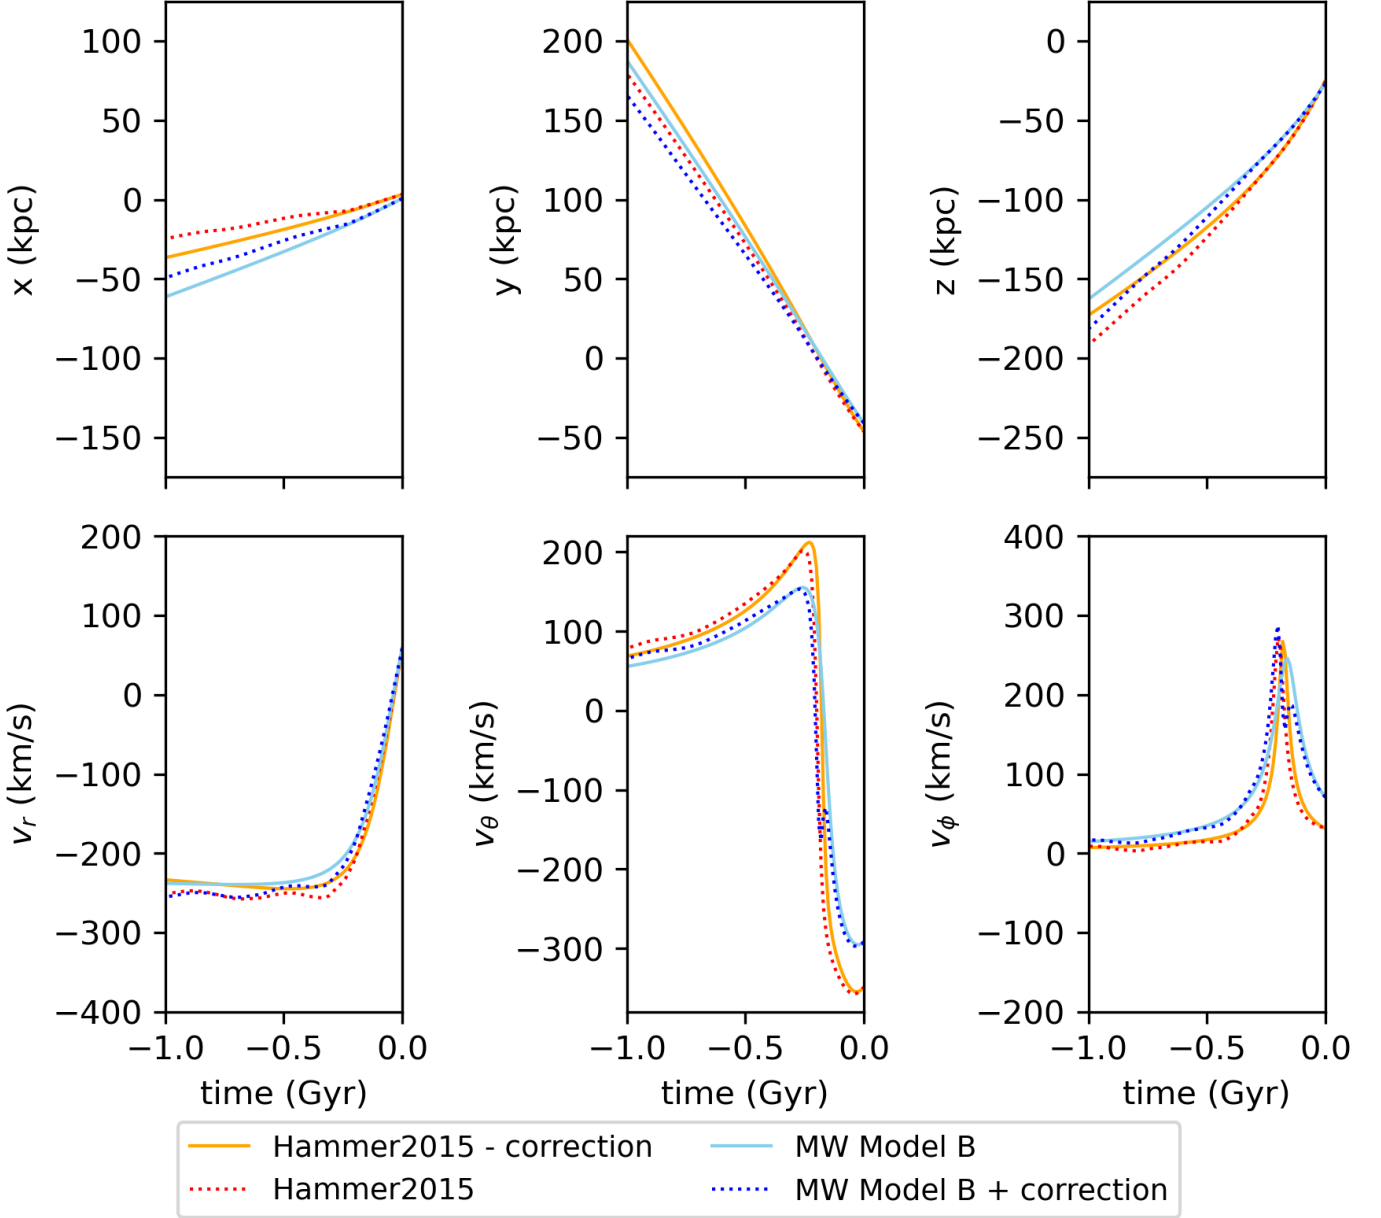 100
50
0
−50
−100
−150
x (kpc)
200
150
100
50
0
−50
y (kpc)
0
−50
−100
−150
−200
−250
z (kpc)
200
100
0
−100
−200
−300
−400
v_r (km/s)
−1.0 −0.5 0.0
time (Gyr)
200
100
0
−100
−200
−300
v_θ (km/s)
−1.0 −0.5 0.0
time (Gyr)
400
300
200
100
0
−100
−200
v_ϕ (km/s)
−1.0 −0.5 0.0
time (Gyr)
Hammer2015 - correction
Hammer2015
MW Model B
MW Model B + correction